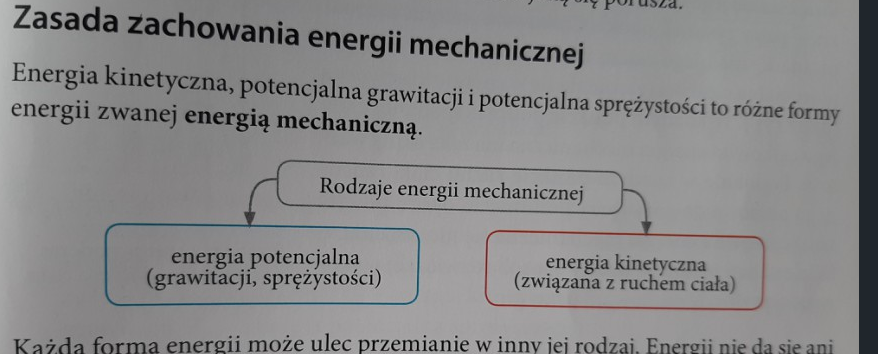 porusza.
Zasada zachowania energii mechanicznej
Energia kinetyczna, potencjalna grawitacji i potencjalna sprężystości to różne formy
energii zwanej energią mechaniczną.
Rodzaje energii mechanicznej
energia potencjalna
(grawitacji, sprężystości)
energia kinetyczna
(związana z ruchem ciała)
Każda forma energii może ulec przemianie w inny jej rodzaj. Energii nie da się ani